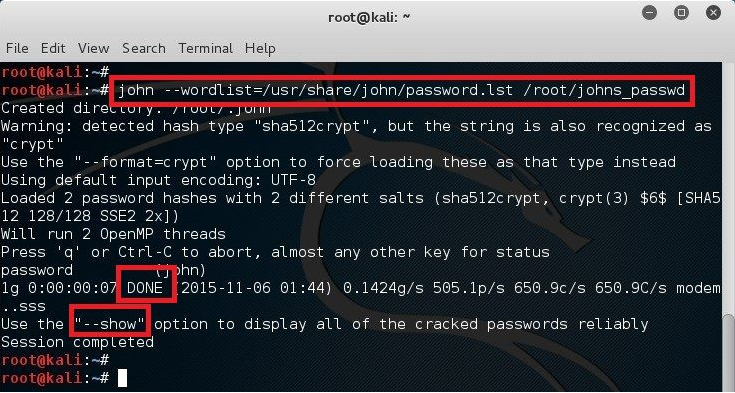 root@kali: ~
File Edit View Search Terminal Help
root@kali:~#
root@kali:~# john --wordlist=/usr/share/john/password.lst /root/johns_passwd
Created directory: /root/.john
Warning: detected hash type "sha512crypt", but the string is also recognized as
"crypt"
Use the "--format=crypt" option to force loading these as that type instead
Using default input encoding: UTF-8
Loaded 2 password hashes with 2 different salts (sha512crypt, crypt(3) $6$ [SHA5
12 128/128 SSE2 2x])
Will run 2 OpenMP threads
Press 'q' or Ctrl-C to abort, almost any other key for status
password         (john)
1g 0:00:00:07 DONE (2015-11-06 01:44) 0.1424g/s 505.1p/s 650.9c/s 650.9C/s modem
..sss
Use the "--show" option to display all of the cracked passwords reliably
Session completed
root@kali:~#
root@kali:~#